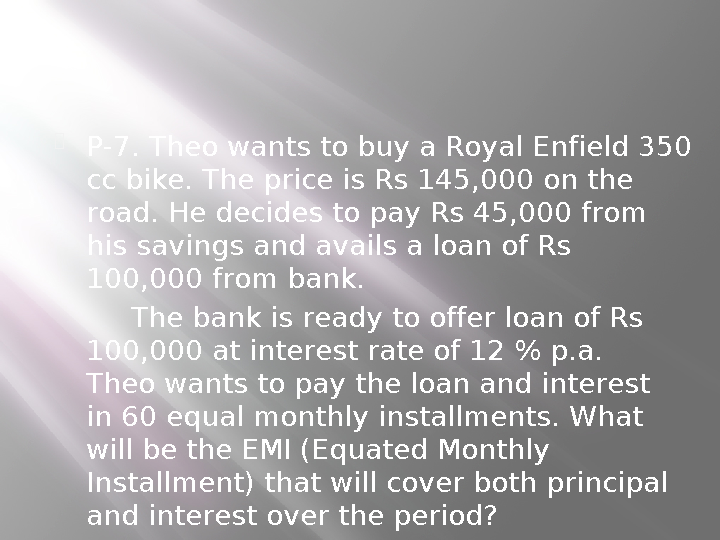 P-7. Theo wants to buy a Royal Enfield 350
cc bike. The price is Rs 145,000 on the
road. He decides to pay Rs 45,000 from
his savings and avails a loan of Rs
100,000 from bank.
The bank is ready to offer loan of Rs
100,000 at interest rate of 12 % p.a.
Theo wants to pay the loan and interest
in 60 equal monthly installments. What
will be the EMI (Equated Monthly
Installment) that will cover both principal
and interest over the period?